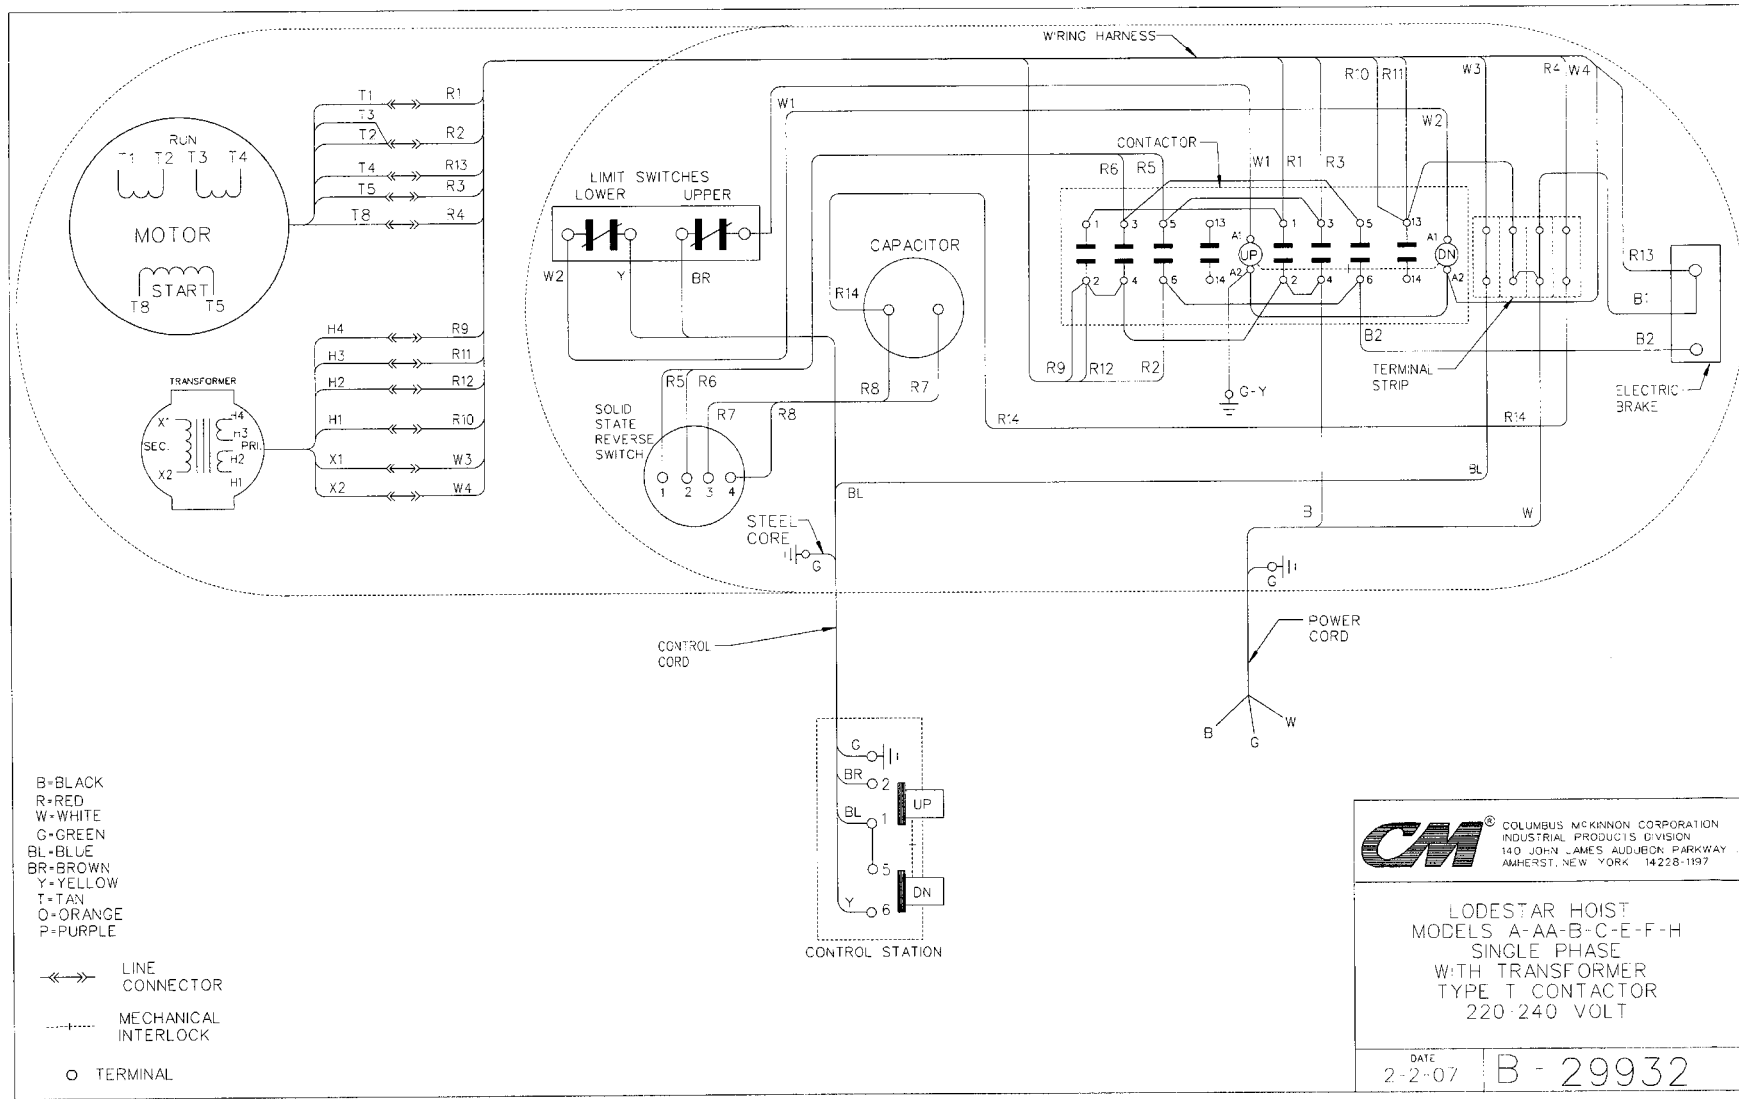 WIRING HARNESS
T1 R1
T3
T2 R2
T4 R13
T5 R3
T8 R4
RUN
T1 T2 T3 T4
MOTOR
START
T8 T5
H4 R9
H3 R11
H2 R12
H1 R10
X1 W3
X2 W4
TRANSFORMER
X1
SEC.
X2
H4
H3
PRI.
H2
H1
LIMIT SWITCHES
LOWER UPPER
W2 Y BR
W1
CAPACITOR
R14
R8 R7
R5 R6
R7 R8
SOLID
STATE
REVERSE
SWITCH
1 2 3 4
CONTACTOR
R6 R5 W1 R1 R3
R10 R11 W2 W3 R4 W4
1 3 5 13 A1 1 3 5 13 A1
UP DN
2 4 6 14 A2 2 4 6 14 A2
R9 R12 R2 B2
G-Y
R14 R14
TERMINAL
STRIP
R13
B1
B2
ELECTRIC
BRAKE
BL BL
B W
STEEL
CORE
G
G
CONTROL
CORD
POWER
CORD
B G W
G
BR 2
UP
BL 1
5
DN
Y 6
CONTROL STATION
B=BLACK
R=RED
W=WHITE
G=GREEN
BL=BLUE
BR=BROWN
Y=YELLOW
T=TAN
O=ORANGE
P=PURPLE
LINE
CONNECTOR
MECHANICAL
INTERLOCK
TERMINAL
CM®
COLUMBUS McKINNON CORPORATION
INDUSTRIAL PRODUCTS DIVISION
140 JOHN JAMES AUDUBON PARKWAY
AMHERST, NEW YORK 14228-1197
LODESTAR HOIST
MODELS A-AA-B-C-E-F-H
SINGLE PHASE
WITH TRANSFORMER
TYPE T CONTACTOR
220-240 VOLT
DATE
2-2-07
B - 29932